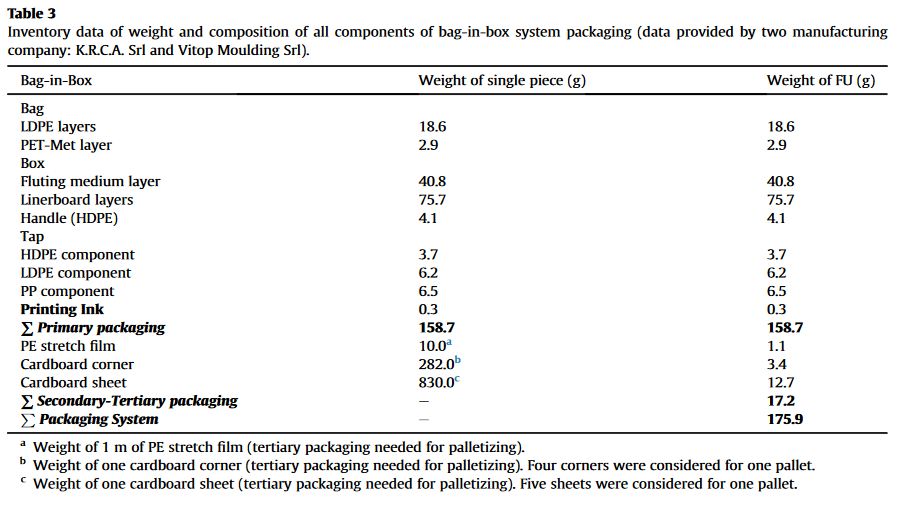 Table 3
Inventory data of weight and composition of all components of bag-in-box system packaging (data provided by two manufacturing
company: K.R.C.A. Srl and Vitop Moulding Srl).
Bag-in-Box Weight of single piece (g) Weight of FU (g)
Bag
LDPE layers 18.6 18.6
PET-Met layer 2.9 2.9
Box
Fluting medium layer 40.8 40.8
Linerboard layers 75.7 75.7
Handle (HDPE) 4.1 4.1
Tap
HDPE component 3.7 3.7
LDPE component 6.2 6.2
PP component 6.5 6.5
Printing Ink 0.3 0.3
∑ Primary packaging 158.7 158.7
PE stretch film 10.0a 1.1
Cardboard corner 282.0b 3.4
Cardboard sheet 830.0c 12.7
∑ Secondary-Tertiary packaging – 17.2
∑ Packaging System – 175.9
a Weight of 1 m of PE stretch film (tertiary packaging needed for palletizing).
b Weight of one cardboard corner (tertiary packaging needed for palletizing). Four corners were considered for one pallet.
c Weight of one cardboard sheet (tertiary packaging needed for palletizing). Five sheets were considered for one pallet.